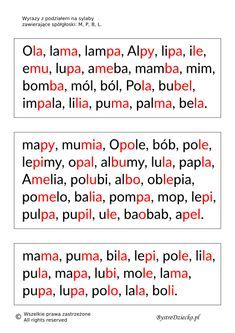 Wyrazy z podziałem na sylaby
zawierające spółgłoski: M, P, B, L.
Ola, lama, lampa, Alpy, lipa, ile,
emu, lupa, ameba, mamba, mim,
bomba, mól, ból, Pola, bubel,
impala, lilia, puma, palma, bela.
mapy, mumia, Opole, bób, pole,
lepimy, opal, albumy, lula, papla,
Amelia, polubi, albo, oblepia,
pomelo, balia, pompa, mop, lepi,
pulpa, pupil, ule, baobab, apel.
mama, puma, bila, lepi, pole, lila,
pula, mapa, lubi, mole, lama,
pupa, lupa, polo, lala, boli.
© Wszelkie prawa zastrzeżone
All rights reserved
BystreDziecko.pl